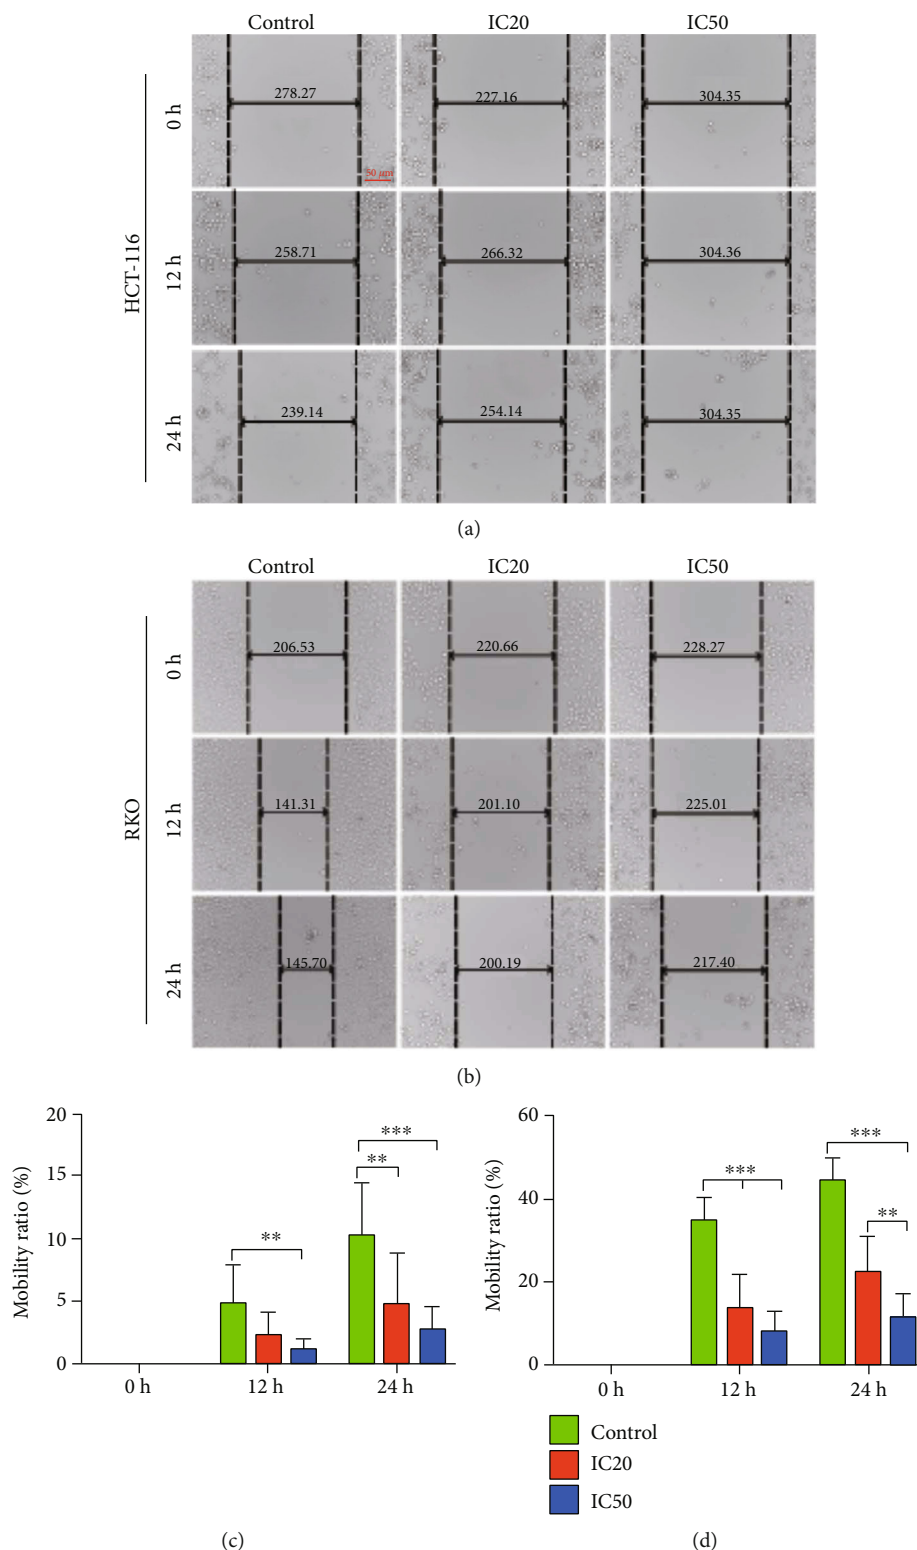 Control IC20 IC50
HCT-116
0 h
278.27 227.16 304.35
50 μm
12 h
258.71 266.32 304.36
24 h
239.14 254.14 304.35
(a)
Control IC20 IC50
RKO
0 h
206.53 220.66 228.27
12 h
141.31 201.10 225.01
24 h
145.70 200.19 217.40
(b)
Mobility ratio (%)
20
15
10
5
0
0 h 12 h 24 h
**
**
***
(c)
Mobility ratio (%)
60
40
20
0
0 h 12 h 24 h
***
***
**
Control
IC20
IC50
(d)